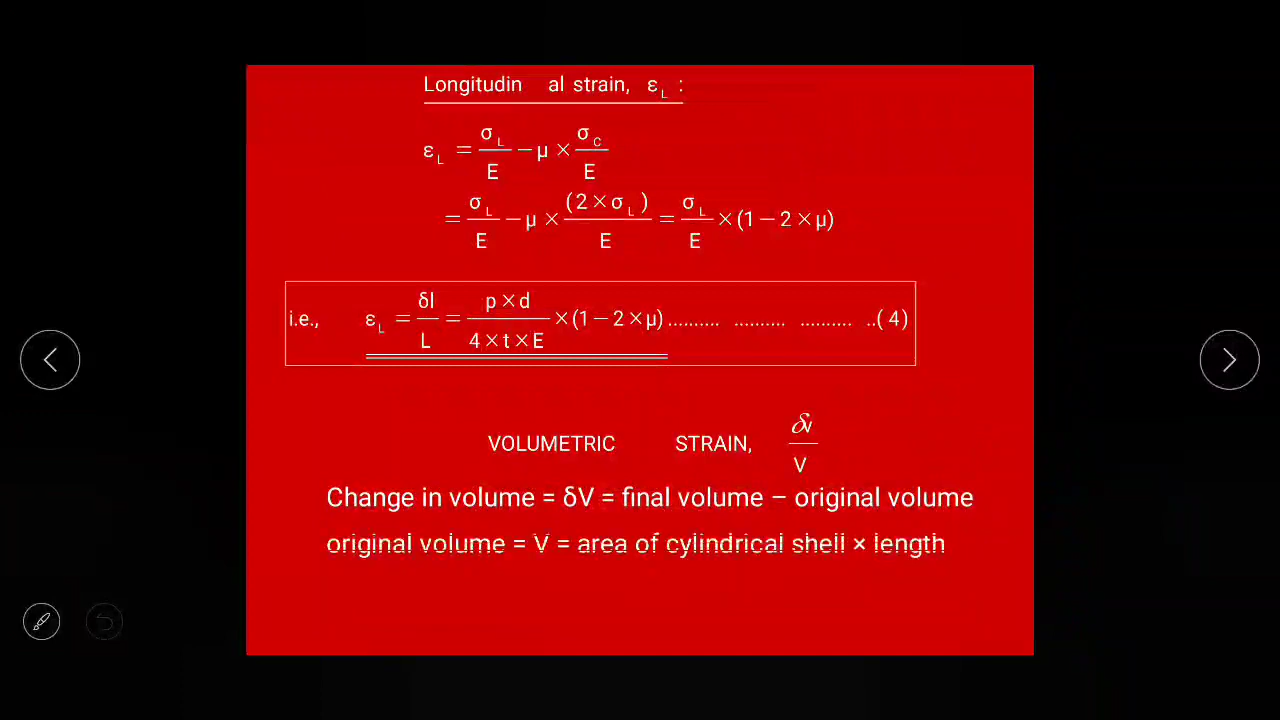 Longitudin al strain, ε_L :
ε_L = σ_L/E − μ × σ_C/E
= σ_L/E − μ × (2×σ_L)/E = σ_L/E × (1 − 2 × μ)
i.e., ε_L = δl/L = (p × d)/(4 × t × E) × (1 − 2 × μ) .......... .......... .......... ..( 4)
VOLUMETRIC STRAIN, δv/V
Change in volume = δV = final volume − original volume
original volume = V = area of cylindrical shell × length